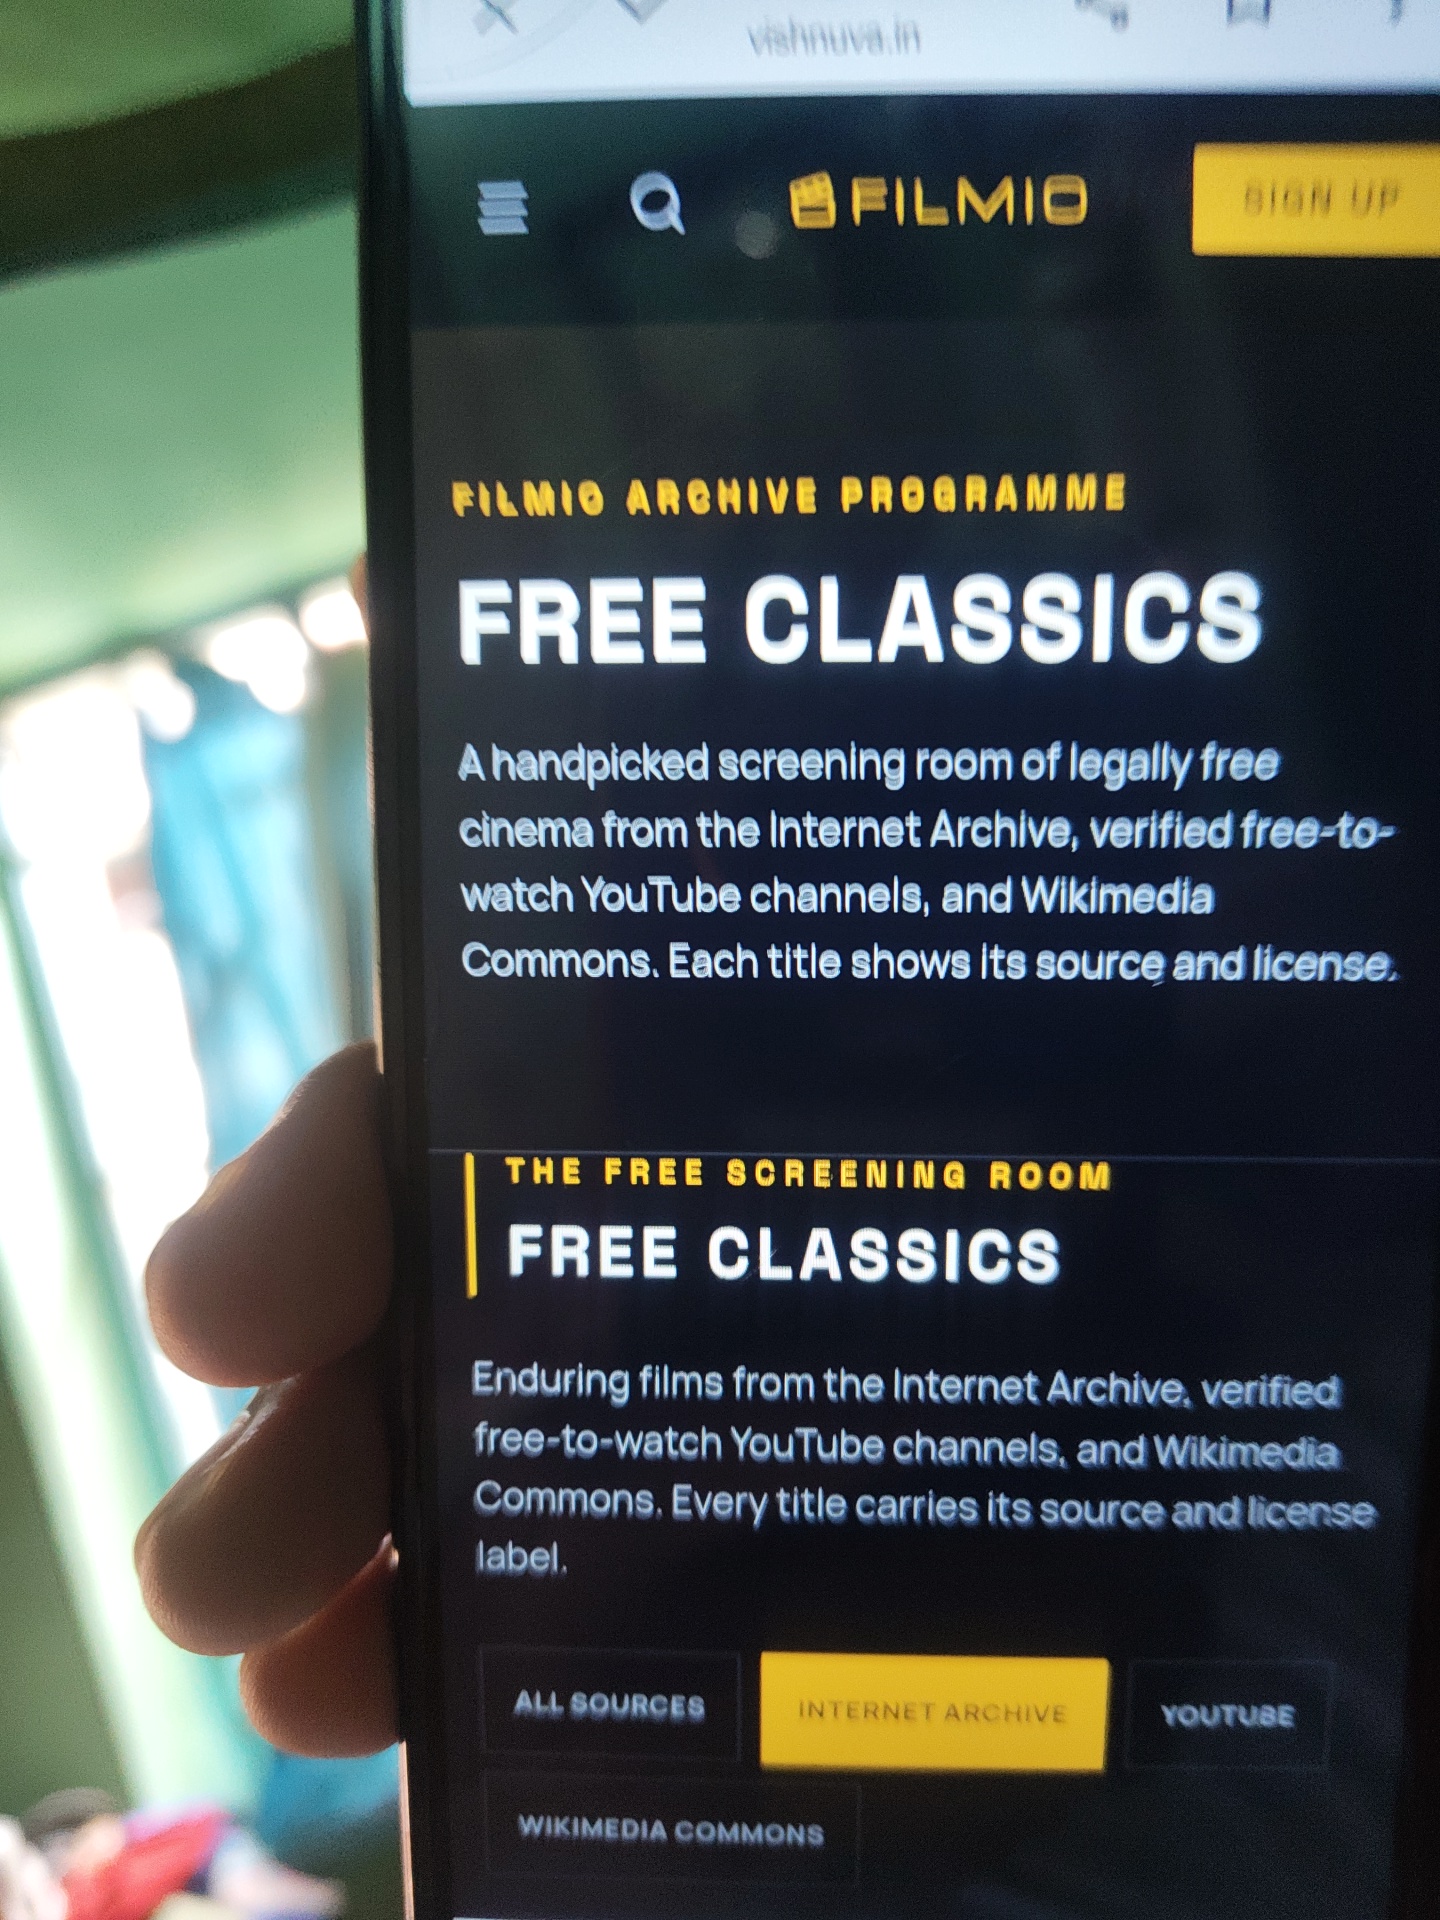 vishnuva.in
FILMIO
SIGN UP
FILMIO ARCHIVE PROGRAMME
FREE CLASSICS
A handpicked screening room of legally free
cinema from the Internet Archive, verified free-to-
watch YouTube channels, and Wikimedia
Commons. Each title shows its source and license.
THE FREE SCREENING ROOM
FREE CLASSICS
Enduring films from the Internet Archive, verified
free-to-watch YouTube channels, and Wikimedia
Commons. Every title carries its source and license
label.
ALL SOURCES
INTERNET ARCHIVE
YOUTUBE
WIKIMEDIA COMMONS